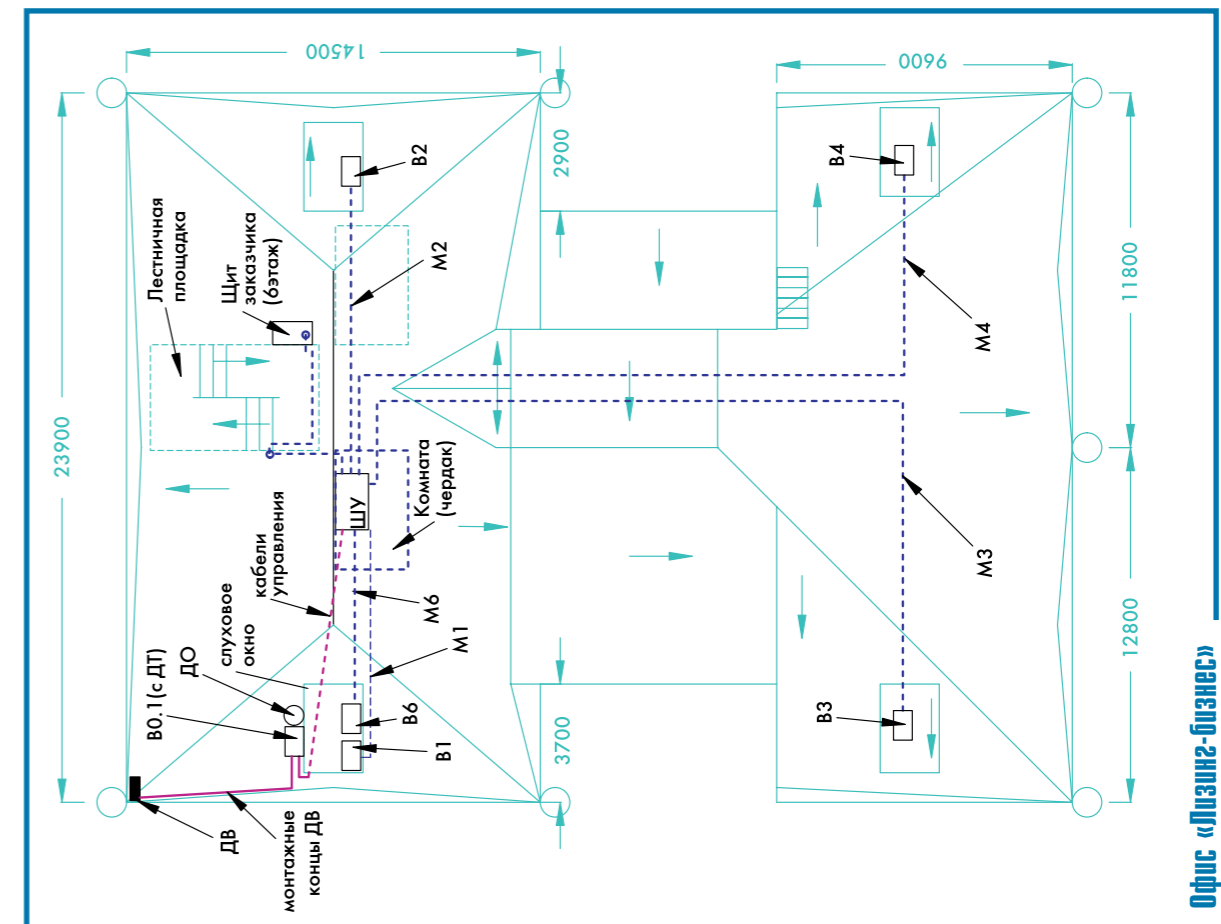 23900
14500
Лестничная
площадка
Щит
заказчика
(6этаж)
В2
2900
М2
кабели
управления
слуховое
окно
ДО
В0.1(с ДТ)
ШУ
Комната
(чердак)
М6
М1
В6
В1
3700
ДВ
монтажные
концы ДВ
9600
В4
М4
11800
М3
В3
12800
Офис «Лизинг-бизнес»